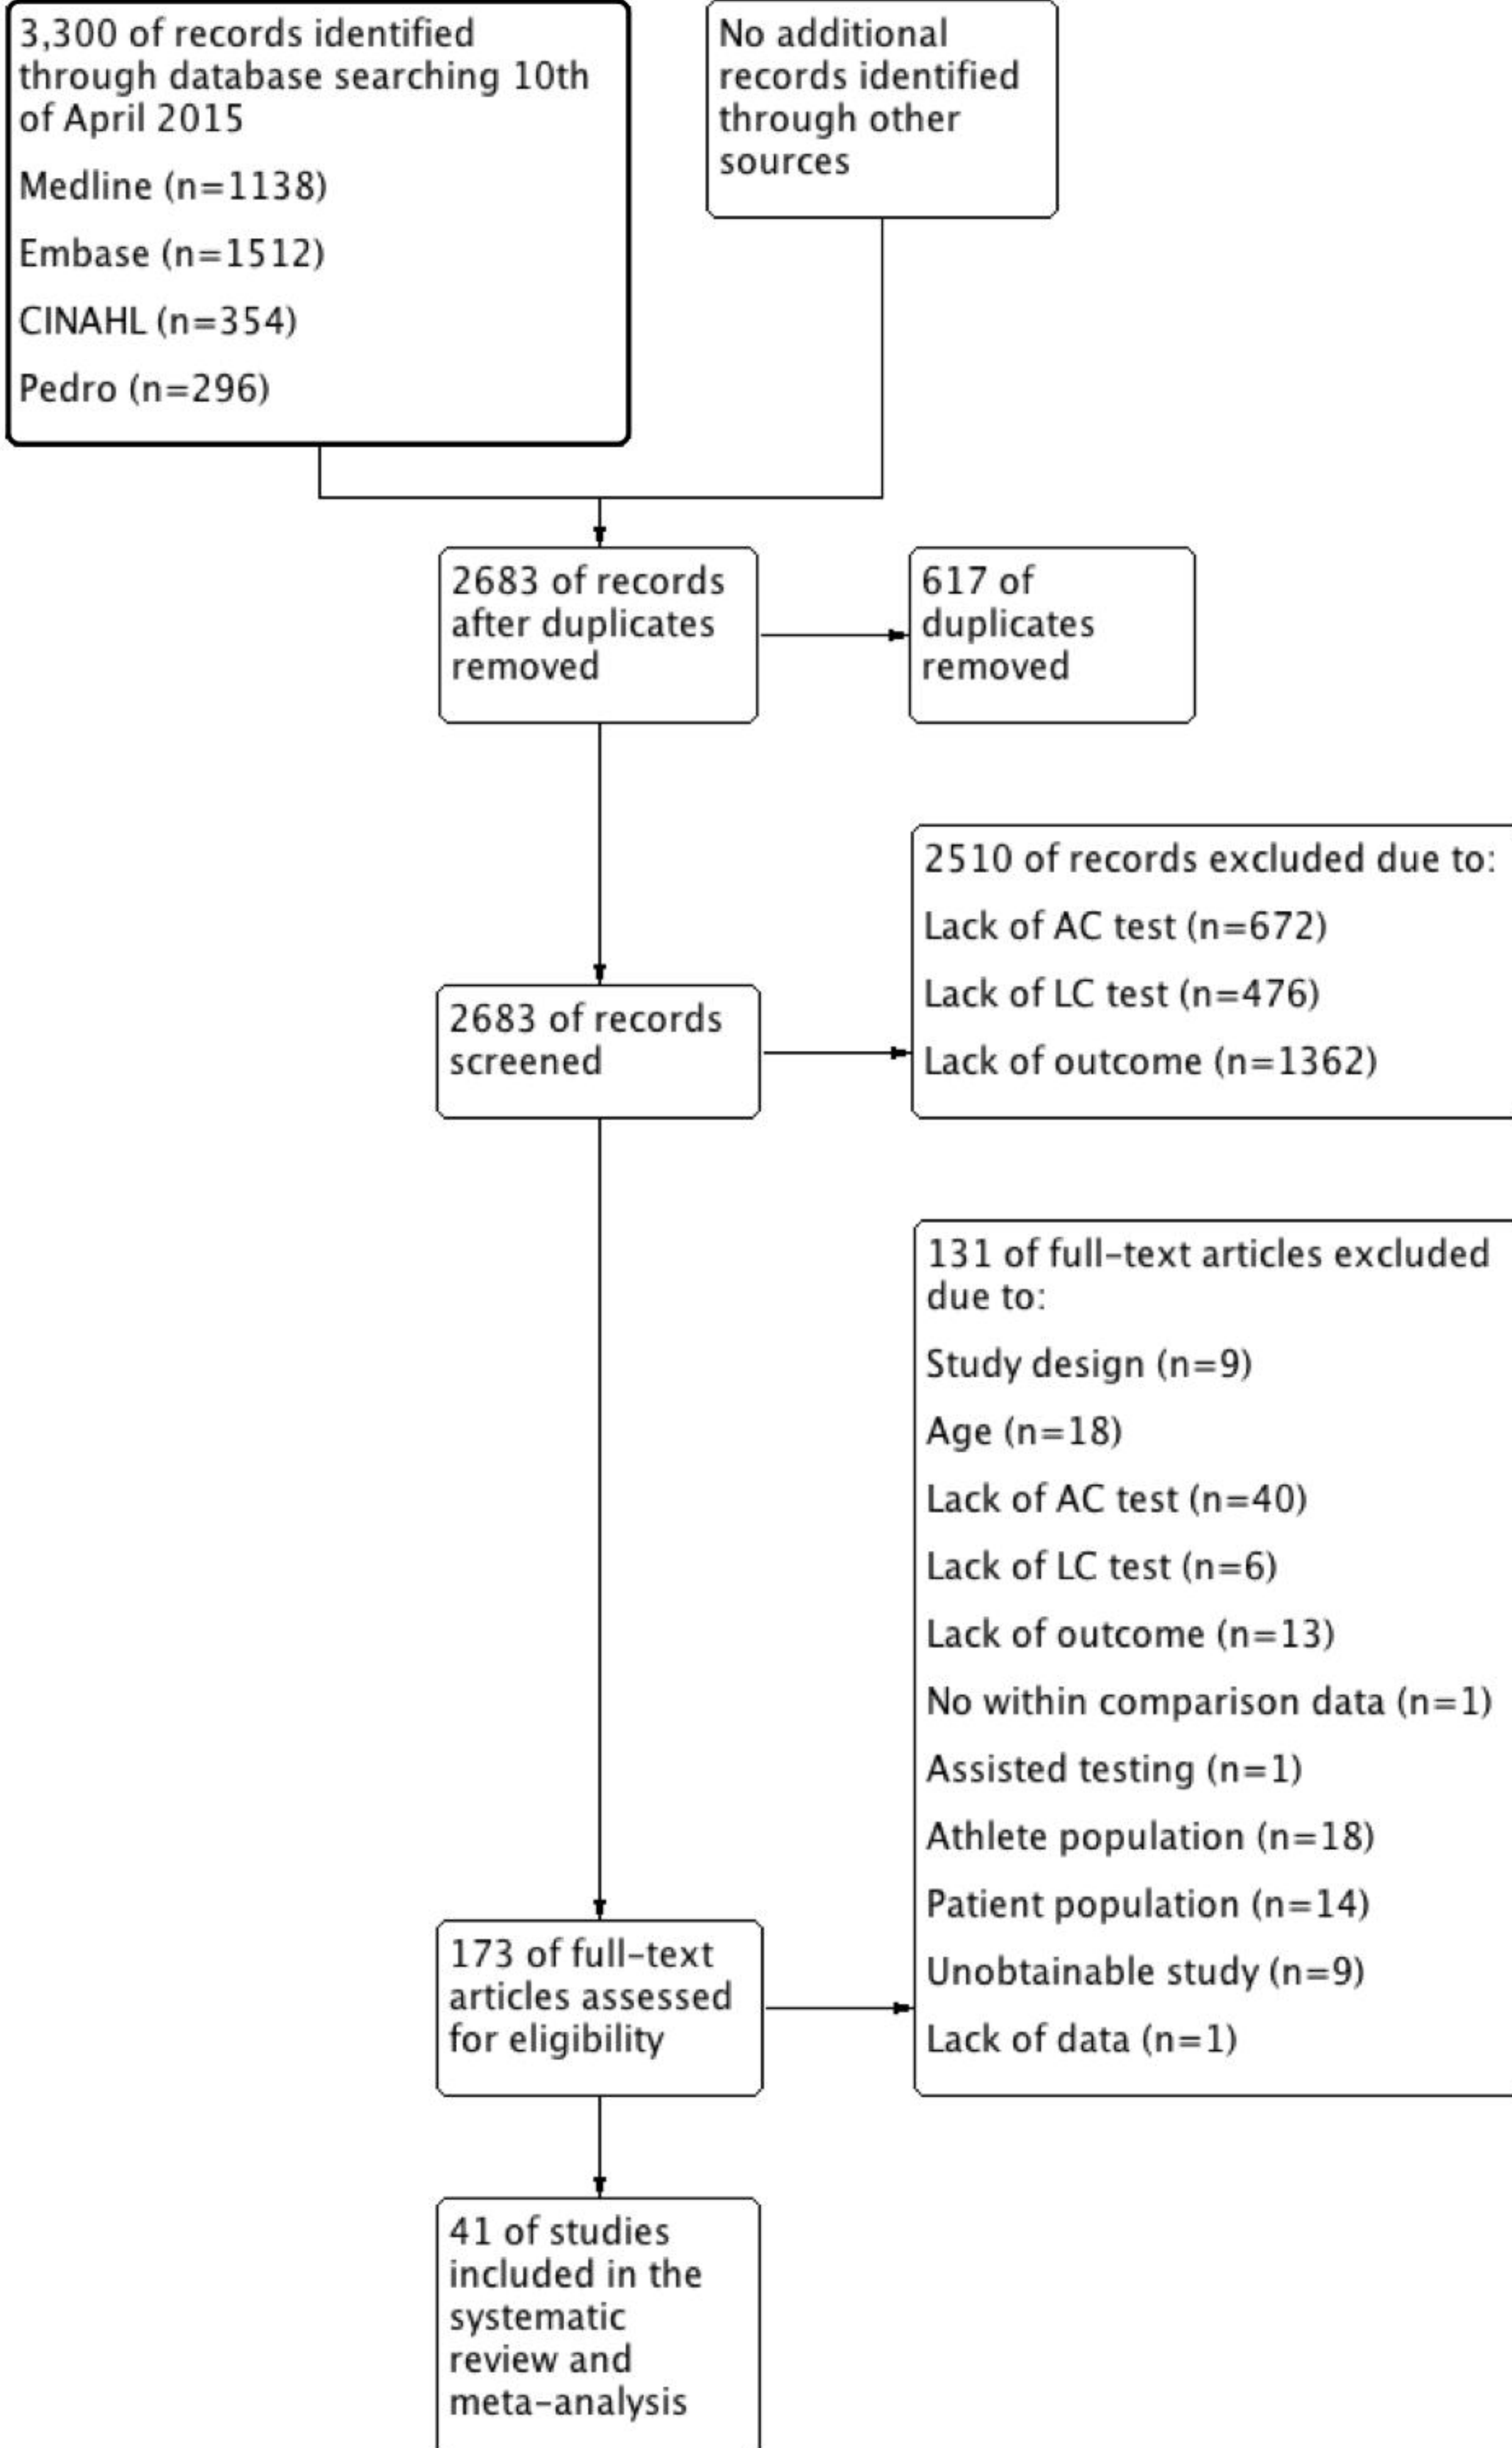 3,300 of records identified
through database searching 10th
of April 2015
Medline (n=1138)
Embase (n=1512)
CINAHL (n=354)
Pedro (n=296)
No additional
records identified
through other
sources
2683 of records
after duplicates
removed
617 of
duplicates
removed
2683 of records
screened
2510 of records excluded due to:
Lack of AC test (n=672)
Lack of LC test (n=476)
Lack of outcome (n=1362)
173 of full-text
articles assessed
for eligibility
131 of full-text articles excluded
due to:
Study design (n=9)
Age (n=18)
Lack of AC test (n=40)
Lack of LC test (n=6)
Lack of outcome (n=13)
No within comparison data (n=1)
Assisted testing (n=1)
Athlete population (n=18)
Patient population (n=14)
Unobtainable study (n=9)
Lack of data (n=1)
41 of studies
included in the
systematic
review and
meta-analysis